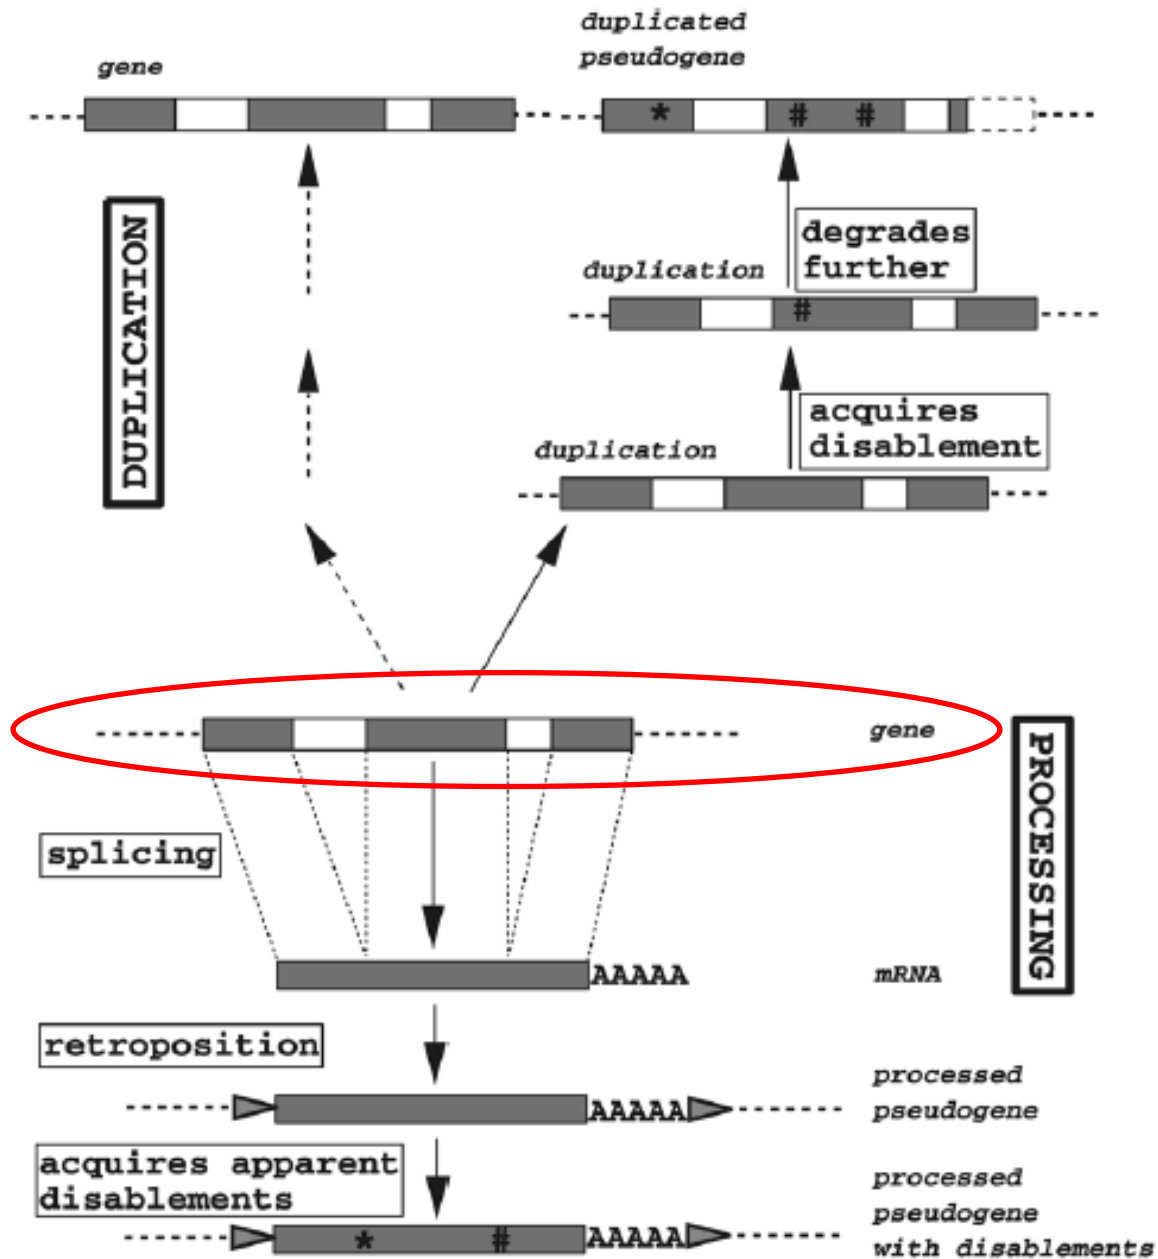 duplicated
pseudogene
gene
* # #
DUPLICATION
degrades
further
duplication
#
acquires
disablement
duplication
gene
PROCESSING
splicing
AAAAA
mRNA
retroposition
processed
AAAAA
pseudogene
acquires apparent
disablements
processed
pseudogene
* # AAAAA
with disablements